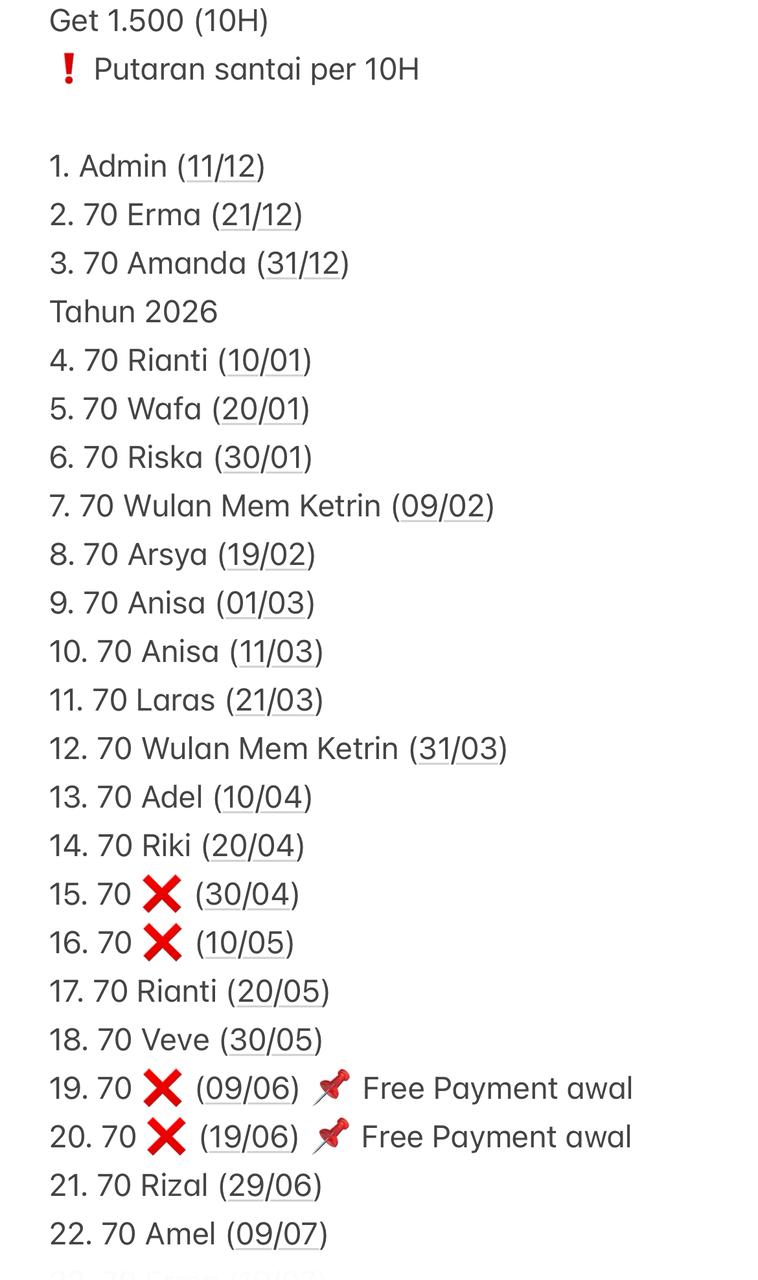 Get 1.500 (10H)
❗ Putaran santai per 10H
1. Admin (11/12)
2. 70 Erma (21/12)
3. 70 Amanda (31/12)
Tahun 2026
4. 70 Rianti (10/01)
5. 70 Wafa (20/01)
6. 70 Riska (30/01)
7. 70 Wulan Mem Ketrin (09/02)
8. 70 Arsya (19/02)
9. 70 Anisa (01/03)
10. 70 Anisa (11/03)
11. 70 Laras (21/03)
12. 70 Wulan Mem Ketrin (31/03)
13. 70 Adel (10/04)
14. 70 Riki (20/04)
15. 70 ❌ (30/04)
16. 70 ❌ (10/05)
17. 70 Rianti (20/05)
18. 70 Veve (30/05)
19. 70 ❌ (09/06) 📌 Free Payment awal
20. 70 ❌ (19/06) 📌 Free Payment awal
21. 70 Rizal (29/06)
22. 70 Amel (09/07)